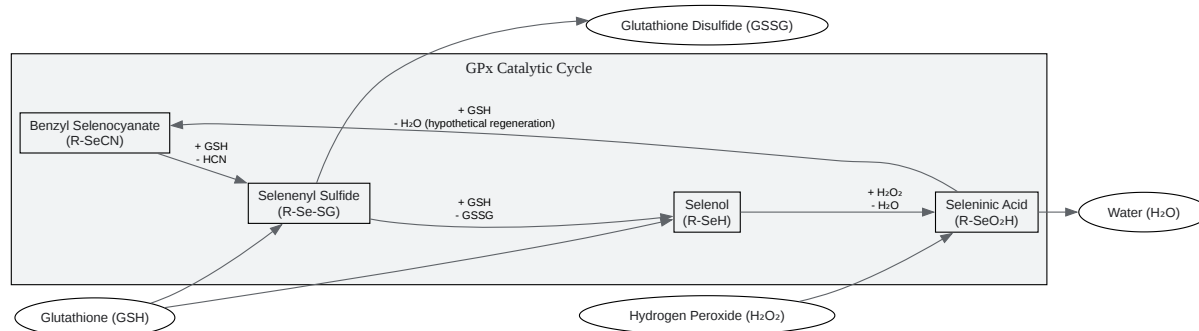 Glutathione Disulfide (GSSG)
GPx Catalytic Cycle
Benzyl Selenocyanate
(R-SeCN)
+ GSH
- H₂O (hypothetical regeneration)
+ GSH
- HCN
Selenenyl Sulfide
(R-Se-SG)
+ GSH
- GSSG
Selenol
(R-SeH)
+ H₂O₂
- H₂O
Seleninic Acid
(R-SeO₂H)
Water (H₂O)
Glutathione (GSH)
Hydrogen Peroxide (H₂O₂)